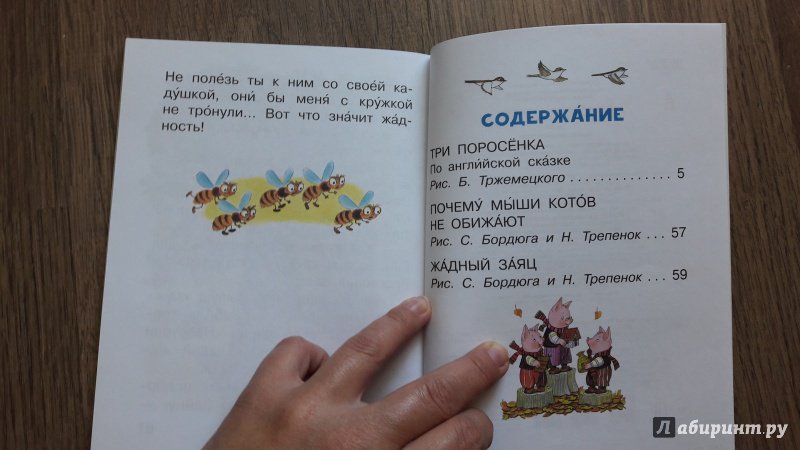 Не поле́зь ты к ним со свое́й ка-
ду́шкой, они́ бы меня́ с кру́жкой
не тро́нули... Вот что зна́чит жа́д-
ность!
СОДЕРЖА́НИЕ
ТРИ ПОРОСЁНКА
По англи́йской ска́зке
Рис. Б. Тржемецкого . . . . . . . . . . . . . . 5
ПОЧЕМУ́ МЫ́ШИ КОТО́В
НЕ ОБИЖА́ЮТ
Рис. С. Бордюга и Н. Трепенок . . . 57
ЖА́ДНЫЙ ЗА́ЯЦ
Рис. С. Бордюга и Н. Трепенок . . . 59
Лабиринт.ру